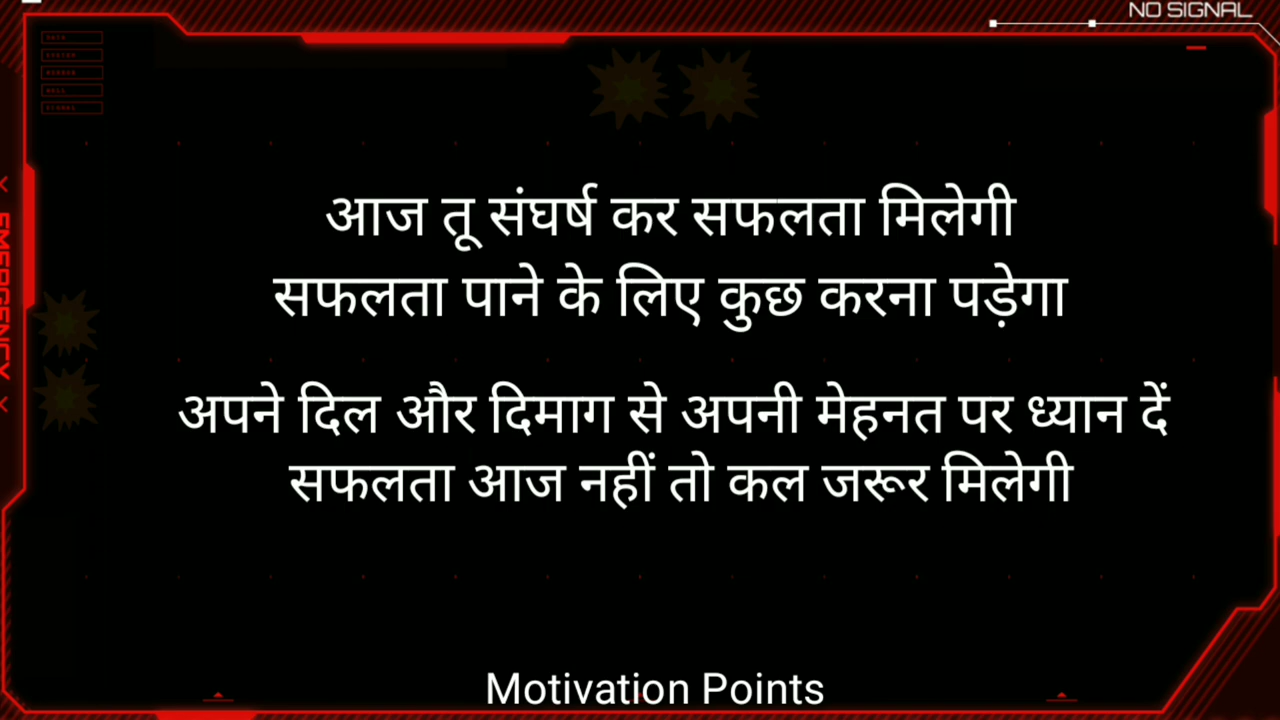 NO SIGNAL
आज तू संघर्ष कर सफलता मिलेगी
सफलता पाने के लिए कुछ करना पड़ेगा
अपने दिल और दिमाग से अपनी मेहनत पर ध्यान दें
सफलता आज नहीं तो कल जरूर मिलेगी
EMERGENCY
Motivation Points